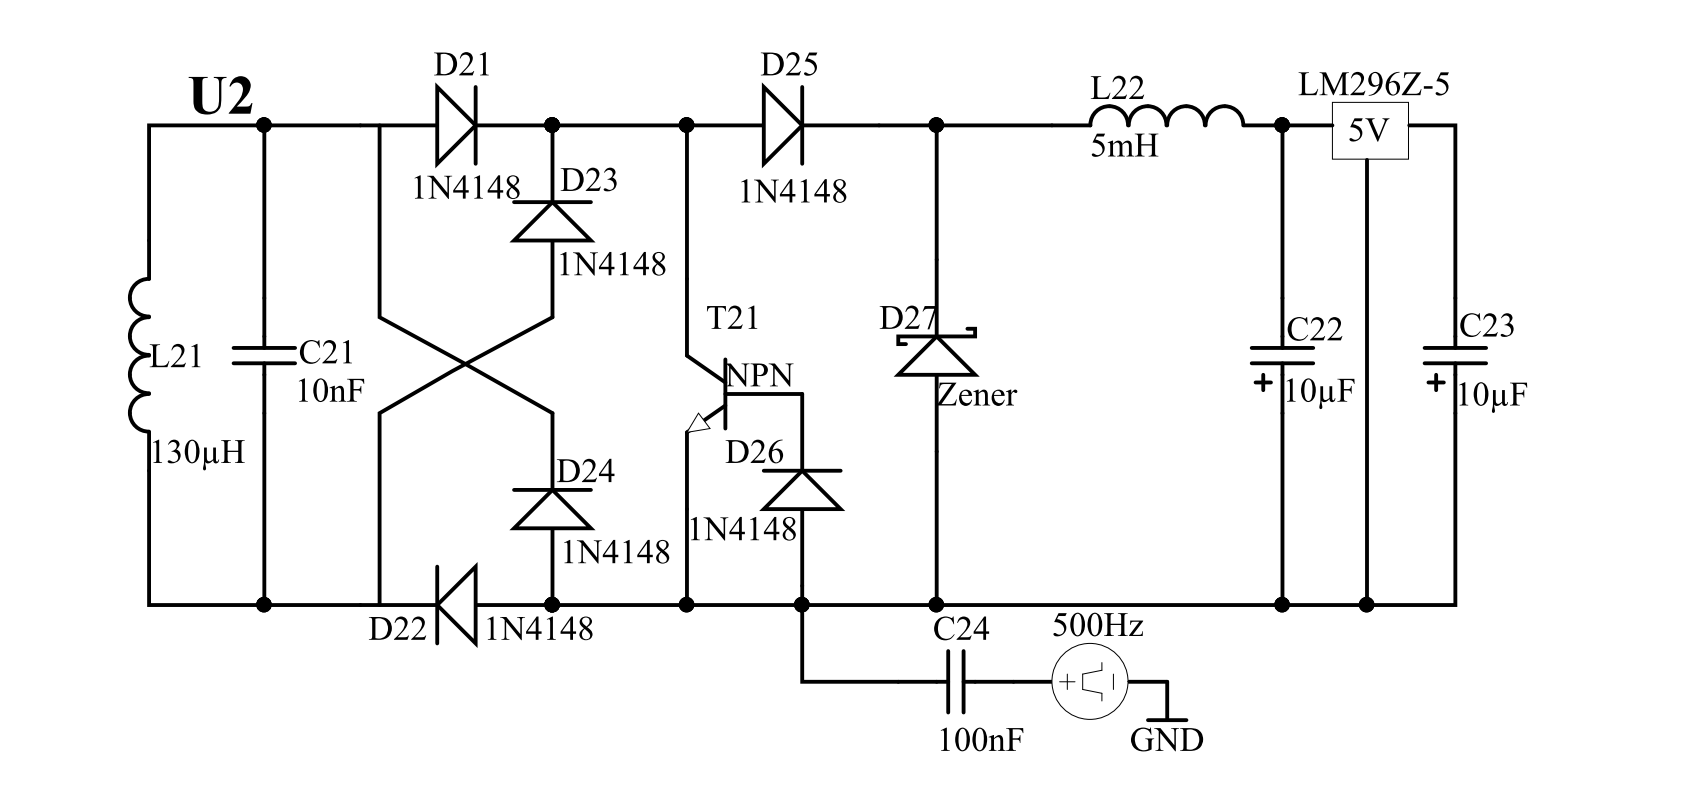 D21
D25
U2
L22
LM296Z-5
5V
5mH
1N4148
D23
1N4148
1N4148
T21
D27
C22
C23
L21
C21
NPN
10nF
Zener
+
10µF
+
10µF
130µH
D26
D24
1N4148
1N4148
D22
1N4148
C24
500Hz
+
−
100nF
GND